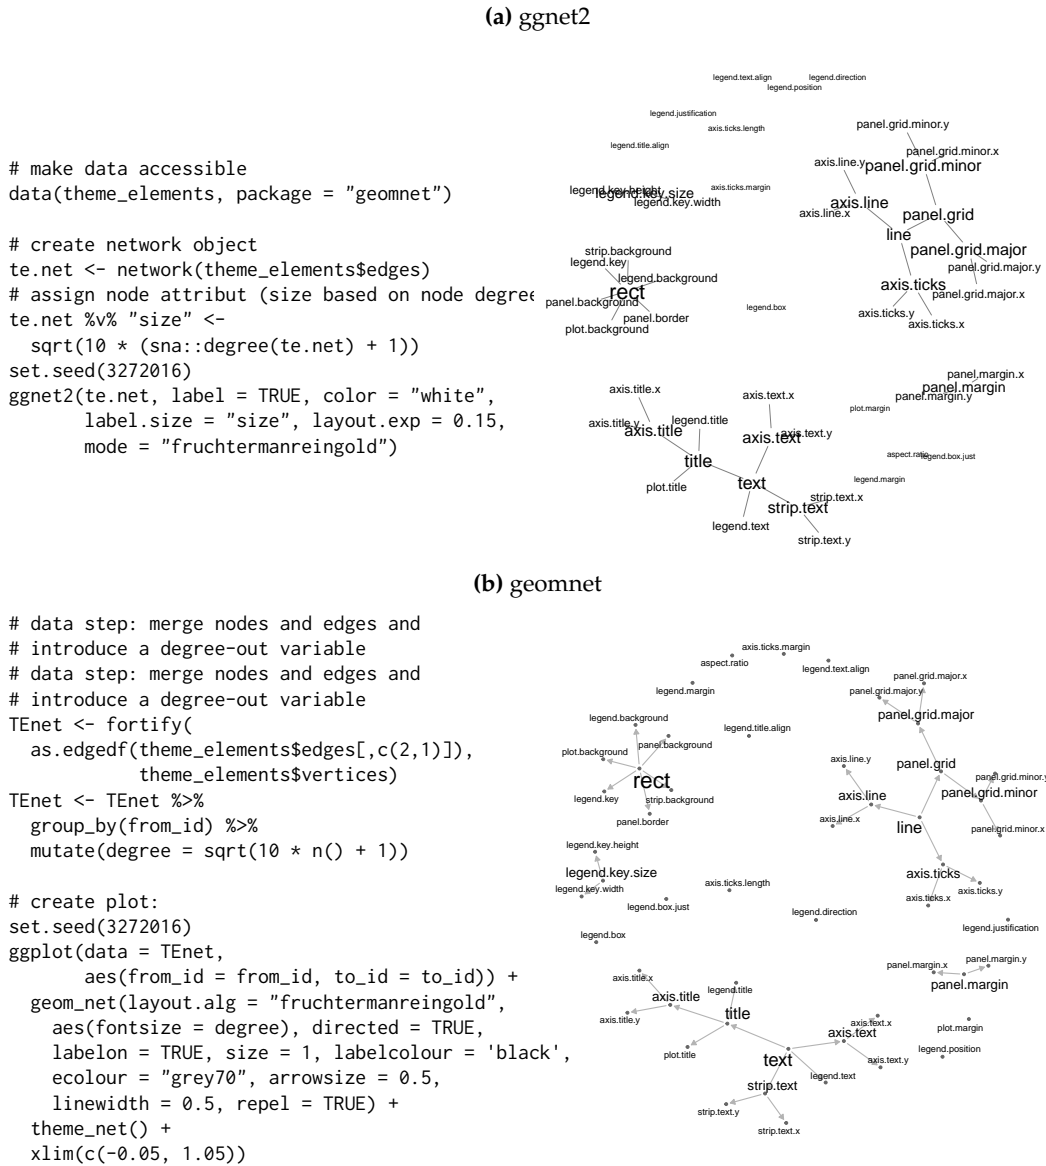 (a) ggnet2
# make data accessible
data(theme_elements, package = "geomnet")
# create network object
te.net <- network(theme_elements$edges)
# assign node attribut (size based on node degree
te.net %v% "size" <-
  sqrt(10 * (sna::degree(te.net) + 1))
set.seed(3272016)
ggnet2(te.net, label = TRUE, color = "white",
       label.size = "size", layout.exp = 0.15,
       mode = "fruchtermanreingold")
legend.text.align
legend.direction
legend.position
legend.justification
axis.ticks.length
panel.grid.minor.y
legend.title.align
panel.grid.minor.x
axis.line.y
panel.grid.minor
legend.key.height
legend.key.size
axis.ticks.margin
legend.key.width
axis.line
axis.line.x
panel.grid
line
strip.background
panel.grid.major
legend.key
panel.grid.major.y
legend.background
axis.ticks
rect
panel.grid.major.x
panel.background
legend.box
panel.border
axis.ticks.y
plot.background
axis.ticks.x
panel.margin.x
axis.title.x
panel.margin
axis.text.x
panel.margin.y
plot.margin
axis.title.y
legend.title
axis.title
axis.text.y
axis.text
aspect.ratio
legend.box.just
title
legend.margin
text
plot.title
strip.text.x
strip.text
legend.text
strip.text.y
(b) geomnet
# data step: merge nodes and edges and
# introduce a degree-out variable
# data step: merge nodes and edges and
# introduce a degree-out variable
TEnet <- fortify(
  as.edgedf(theme_elements$edges[,c(2,1)]),
            theme_elements$vertices)
TEnet <- TEnet %>%
  group_by(from_id) %>%
  mutate(degree = sqrt(10 * n() + 1))
# create plot:
set.seed(3272016)
ggplot(data = TEnet,
       aes(from_id = from_id, to_id = to_id)) +
  geom_net(layout.alg = "fruchtermanreingold",
    aes(fontsize = degree), directed = TRUE,
    labelon = TRUE, size = 1, labelcolour = 'black',
    ecolour = "grey70", arrowsize = 0.5,
    linewidth = 0.5, repel = TRUE) +
  theme_net() +
  xlim(c(-0.05, 1.05))
axis.ticks.margin
aspect.ratio
legend.text.align
panel.grid.major.x
legend.margin
panel.grid.major.y
legend.background
panel.grid.major
legend.title.align
panel.background
plot.background
axis.line.y
panel.grid
rect
panel.grid.minor.y
panel.grid.minor
axis.line
legend.key
strip.background
panel.border
axis.line.x
line
panel.grid.minor.x
legend.key.height
legend.key.size
axis.ticks
axis.ticks.length
legend.key.width
axis.ticks.y
axis.ticks.x
legend.box.just
legend.direction
legend.justification
legend.box
panel.margin.y
panel.margin.x
axis.title.x
panel.margin
legend.title
axis.title
title
axis.title.y
axis.text.x
plot.margin
axis.text
legend.position
plot.title
text
axis.text.y
legend.text
strip.text
strip.text.y
strip.text.x